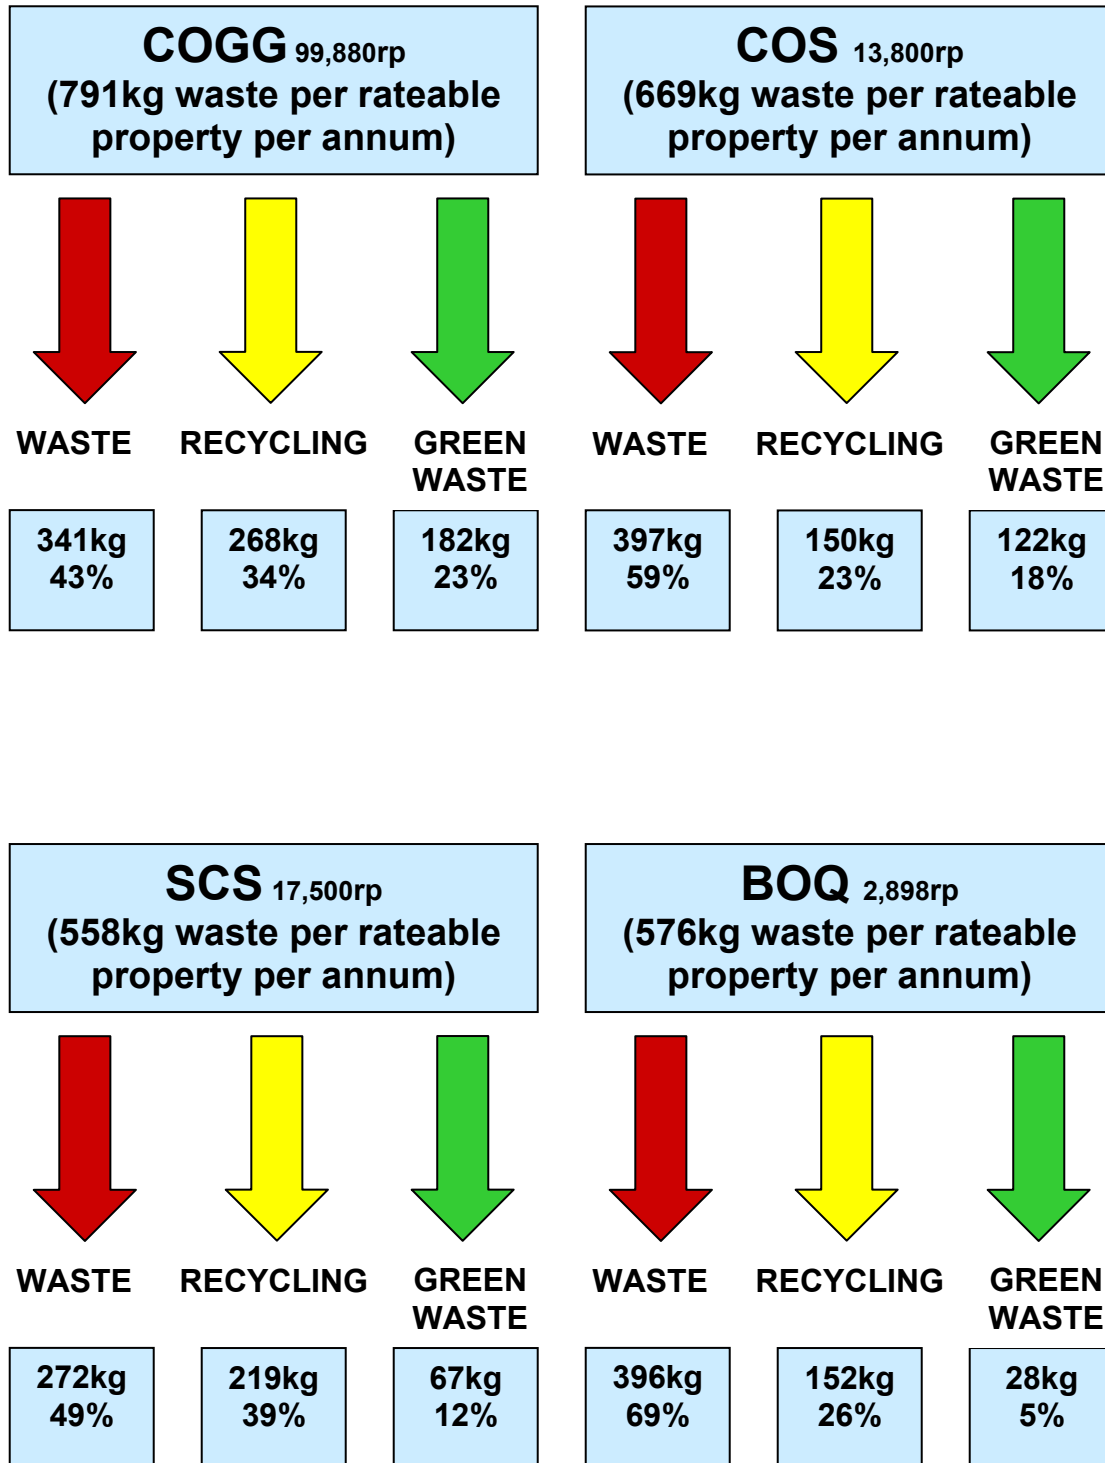 COGG 99,880rp
(791kg waste per rateable
property per annum)
WASTE
RECYCLING
GREEN
WASTE
341kg
43%
268kg
34%
182kg
23%
COS 13,800rp
(669kg waste per rateable
property per annum)
WASTE
RECYCLING
GREEN
WASTE
397kg
59%
150kg
23%
122kg
18%
SCS 17,500rp
(558kg waste per rateable
property per annum)
WASTE
RECYCLING
GREEN
WASTE
272kg
49%
219kg
39%
67kg
12%
BOQ 2,898rp
(576kg waste per rateable
property per annum)
WASTE
RECYCLING
GREEN
WASTE
396kg
69%
152kg
26%
28kg
5%